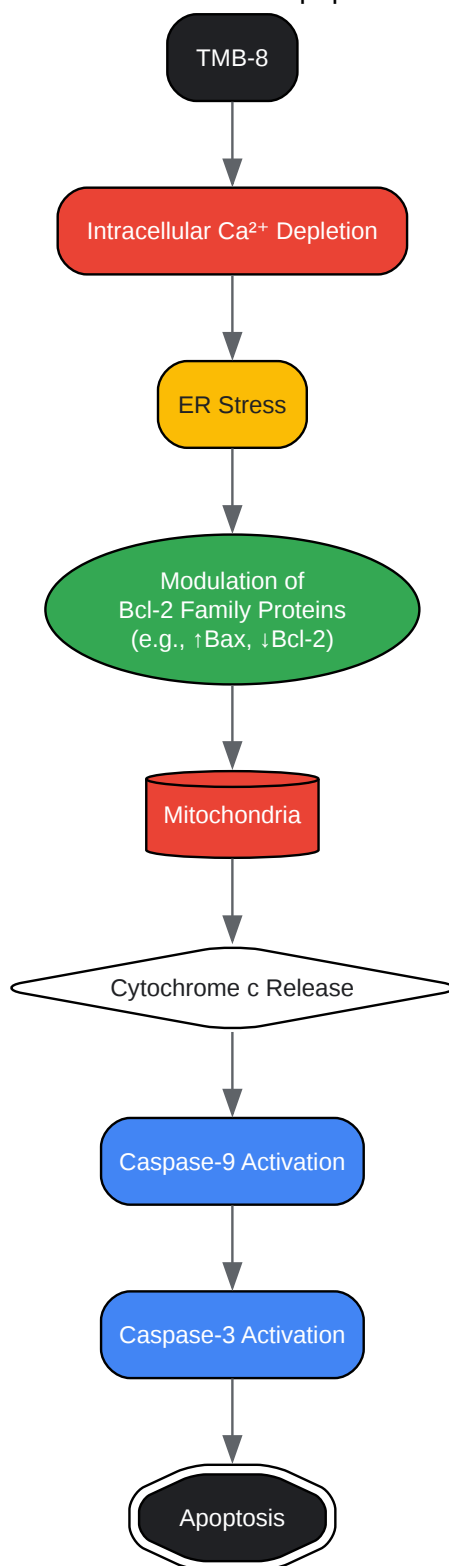 TMB-8
Intracellular Ca²⁺ Depletion
ER Stress
Modulation of
Bcl-2 Family Proteins
(e.g., ↑Bax, ↓Bcl-2)
Mitochondria
Cytochrome c Release
Caspase-9 Activation
Caspase-3 Activation
Apoptosis